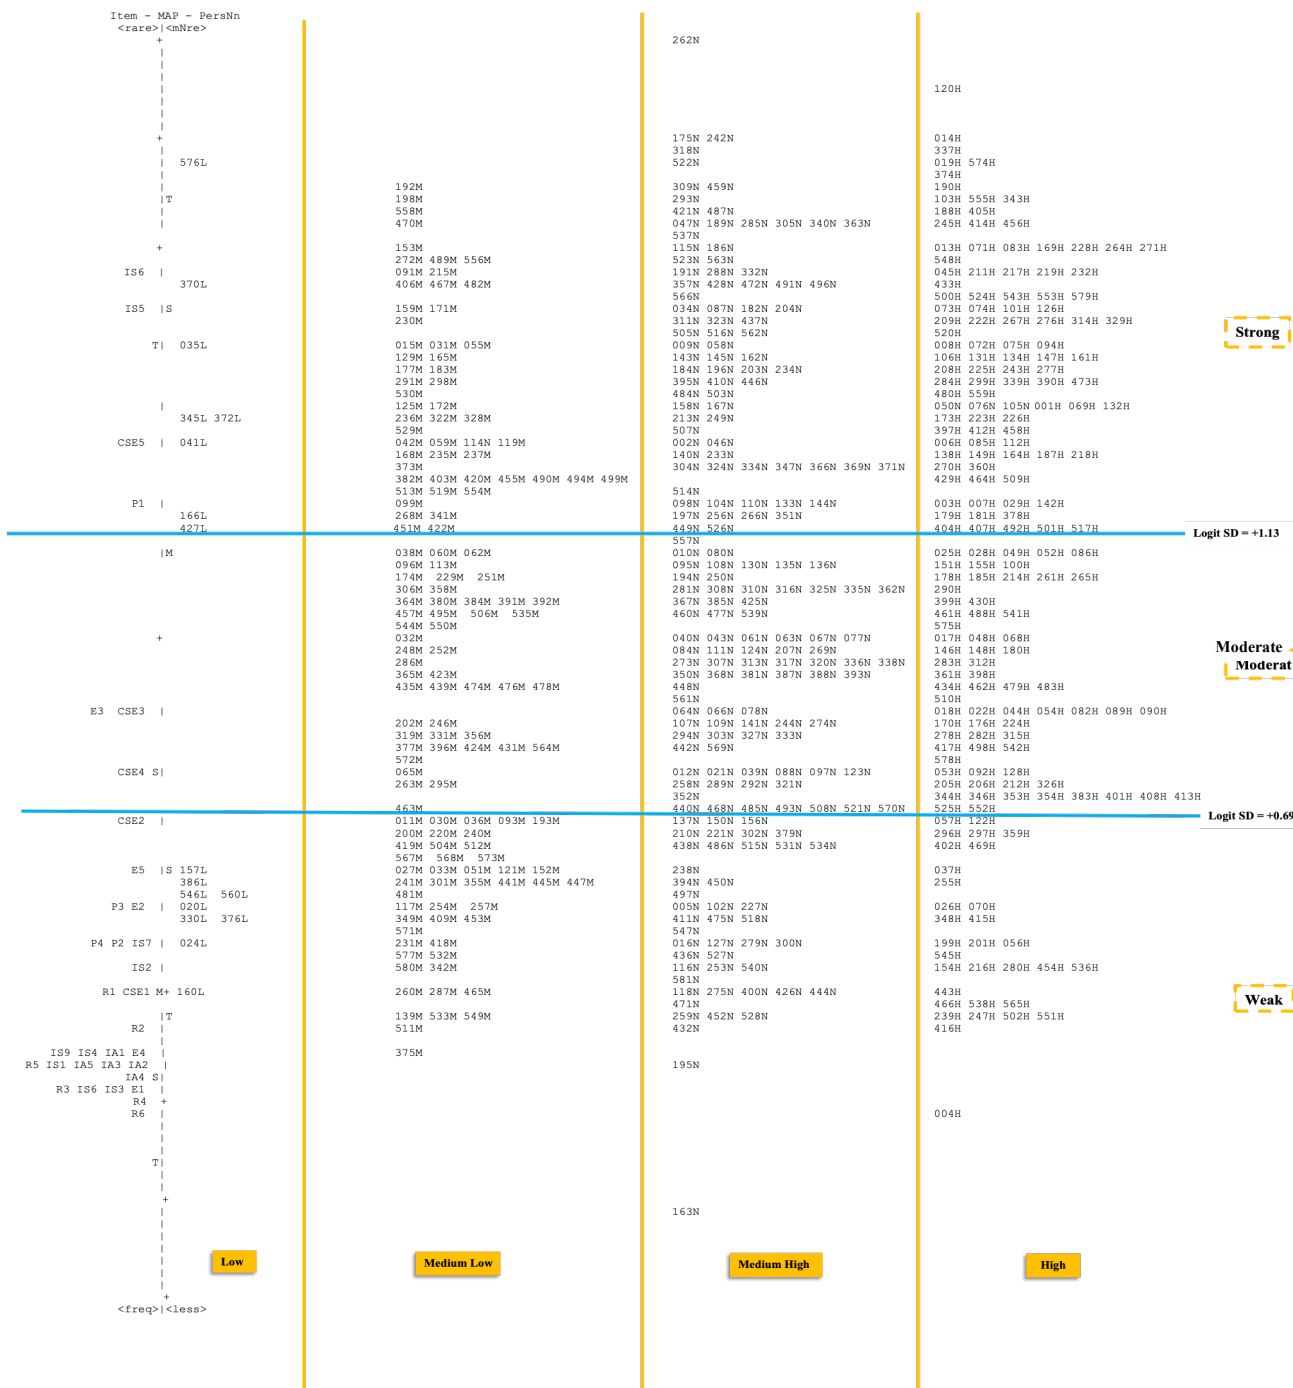 Item - MAP - PersNn
<rare>|<mNre>
+ 262N
|
|
|
| 120H
|
|
|
+ 175N 242N 014H
| 318N 337H
| 576L 522N 019H 574H
| 374H
| 192M 309N 459N 190H
|T 198M 293N 103H 555H 343H
| 558M 421N 487N 188H 405H
| 470M 047N 189N 285N 305N 340N 363N 245H 414H 456H
537N
+ 153M 115N 186N 013H 071H 083H 169H 228H 264H 271H
272M 489M 556M 523N 563N 548H
IS6 | 091M 215M 191N 288N 332N 045H 211H 217H 219H 232H
370L 406M 467M 482M 357N 428N 472N 491N 496N 433H
566N 500H 524H 543H 553H 579H
IS5 |S 159M 171M 034N 087N 182N 204N 073H 074H 101H 126H
230M 311N 323N 437N 209H 222H 267H 276H 314H 329H
Strong
505N 516N 562N 520H
T| 035L 015M 031M 055M 009N 058N 008H 072H 075H 094H
129M 165M 143N 145N 162N 106H 131H 134H 147H 161H
177M 183M 184N 196N 203N 234N 208H 225H 243H 277H
291M 298M 395N 410N 446N 284H 299H 339H 390H 473H
530M 484N 503N 480H 559H
| 125M 172M 158N 167N 050N 076N 105N 001H 069H 132H
345L 372L 236M 322M 328M 213N 249N 173H 223H 226H
529M 507N 397H 412H 458H
CSE5 | 041L 042M 059M 114N 119M 002N 046N 006H 085H 112H
168M 235M 237M 140N 233N 138H 149H 164H 187H 218H
373M 304N 324N 334N 347N 366N 369N 371N 270H 360H
382M 403M 420M 455M 490M 494M 499M 429H 464H 509H
513M 519M 554M 514N
P1 | 099M 098N 104N 110N 133N 144N 003H 007H 029H 142H
166L 268M 341M 197N 256N 266N 351N 179H 181H 378H
427L 451M 422M 449N 526N 404H 407H 492H 501H 517H
Logit SD = +1.13
557N
|M 038M 060M 062M 010N 080N 025H 028H 049H 052H 086H
096M 113M 095N 108N 130N 135N 136N 151H 155H 100H
174M 229M 251M 194N 250N 178H 185H 214H 261H 265H
306M 358M 281N 308N 310N 316N 325N 335N 362N 290H
364M 380M 384M 391M 392M 367N 385N 425N 399H 430H
457M 495M 506M 535M 460N 477N 539N 461H 488H 541H
544M 550M 575H
+ 032M 040N 043N 061N 063N 067N 077N 017H 048H 068H
248M 252M 084N 111N 124N 207N 269N 146H 148H 180H
Moderate
286M 273N 307N 313N 317N 320N 336N 338N 283H 312H
Moderat
365M 423M 350N 368N 381N 387N 388N 393N 361H 398H
435M 439M 474M 476M 478M 448N 434H 462H 479H 483H
561N 510H
E3 CSE3 | 064N 066N 078N 018H 022H 044H 054H 082H 089H 090H
202M 246M 107N 109N 141N 244N 274N 170H 176H 224H
319M 331M 356M 294N 303N 327N 333N 278H 282H 315H
377M 396M 424M 431M 564M 442N 569N 417H 498H 542H
572M 578H
CSE4 S| 065M 012N 021N 039N 088N 097N 123N 053H 092H 128H
263M 295M 258N 289N 292N 321N 205H 206H 212H 326H
352N 344H 346H 353H 354H 383H 401H 408H 413H
463M 440N 468N 485N 493N 508N 521N 570N 525H 552H
Logit SD = +0.69
CSE2 | 011M 030M 036M 093M 193M 137N 150N 156N 057H 122H
200M 220M 240M 210N 221N 302N 379N 296H 297H 359H
419M 504M 512M 438N 486N 515N 531N 534N 402H 469H
567M 568M 573M
E5 |S 157L 027M 033M 051M 121M 152M 238N 037H
386L 241M 301M 355M 441M 445M 447M 394N 450N 255H
546L 560L 481M 497N
P3 E2 | 020L 117M 254M 257M 005N 102N 227N 026H 070H
330L 376L 349M 409M 453M 411N 475N 518N 348H 415H
571M 547N
P4 P2 IS7 | 024L 231M 418M 016N 127N 279N 300N 199H 201H 056H
577M 532M 436N 527N 545H
IS2 | 580M 342M 116N 253N 540N 154H 216H 280H 454H 536H
581N
R1 CSE1 M+ 160L 260M 287M 465M 118N 275N 400N 426N 444N 443H
Weak
471N 466H 538H 565H
|T 139M 533M 549M 259N 452N 528N 239H 247H 502H 551H
R2 | 511M 432N 416H
|
IS9 IS4 IA1 E4 | 375M
R5 IS1 IA5 IA3 IA2 | 195N
IA4 S|
R3 IS6 IS3 E1 |
R4 +
R6 | 004H
|
|
|
T|
|
|
+
| 163N
|
|
|
Low Medium Low Medium High High
|
|
+
<freq>|<less>